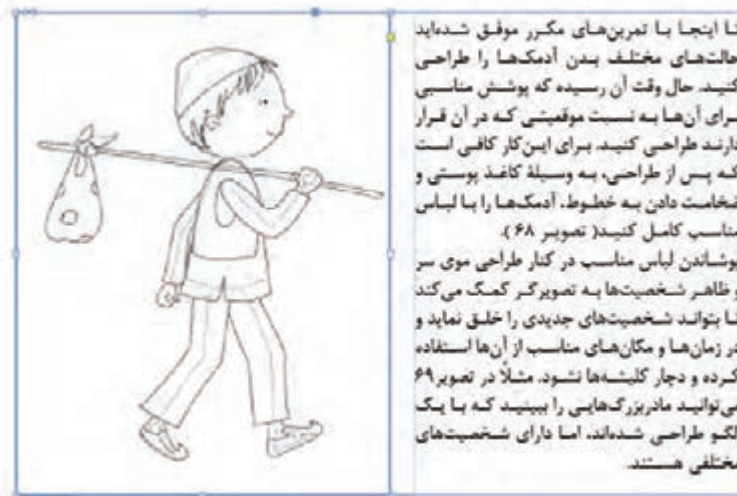 تا اینجا با تمرین‌های مکرر موفق شده‌اید
حالت‌های مختلف بدن آدمک‌ها را طراحی
کنید. حال وقت آن رسیده که پوشش مناسبی
برای آن‌ها به نسبت موقعیتی که در آن قرار
دارند طراحی کنید. برای این‌کار کافی است
که پس از طراحی، به وسیلهٔ کاغذ پوستی و
ضخامت دادن به خطوط، آدمک‌ها را با لباس
مناسب کامل کنید( تصویر ۶۸ ).
پوشاندن لباس مناسب در کنار طراحی موی سر
و ظاهر شخصیت‌ها به تصویرگر کمک می‌کند
تا بتواند شخصیت‌های جدیدی را خلق نماید و
در زمان‌ها و مکان‌های مناسب از آن‌ها استفاده
کرده و دچار کلیشه‌ها نشود. مثلاً در تصویر۶۹
می‌توانید مادربزرگ‌هایی را ببینید که با یک
الگو طراحی شده‌اند، اما دارای شخصیت‌های
مختلفی هستند.